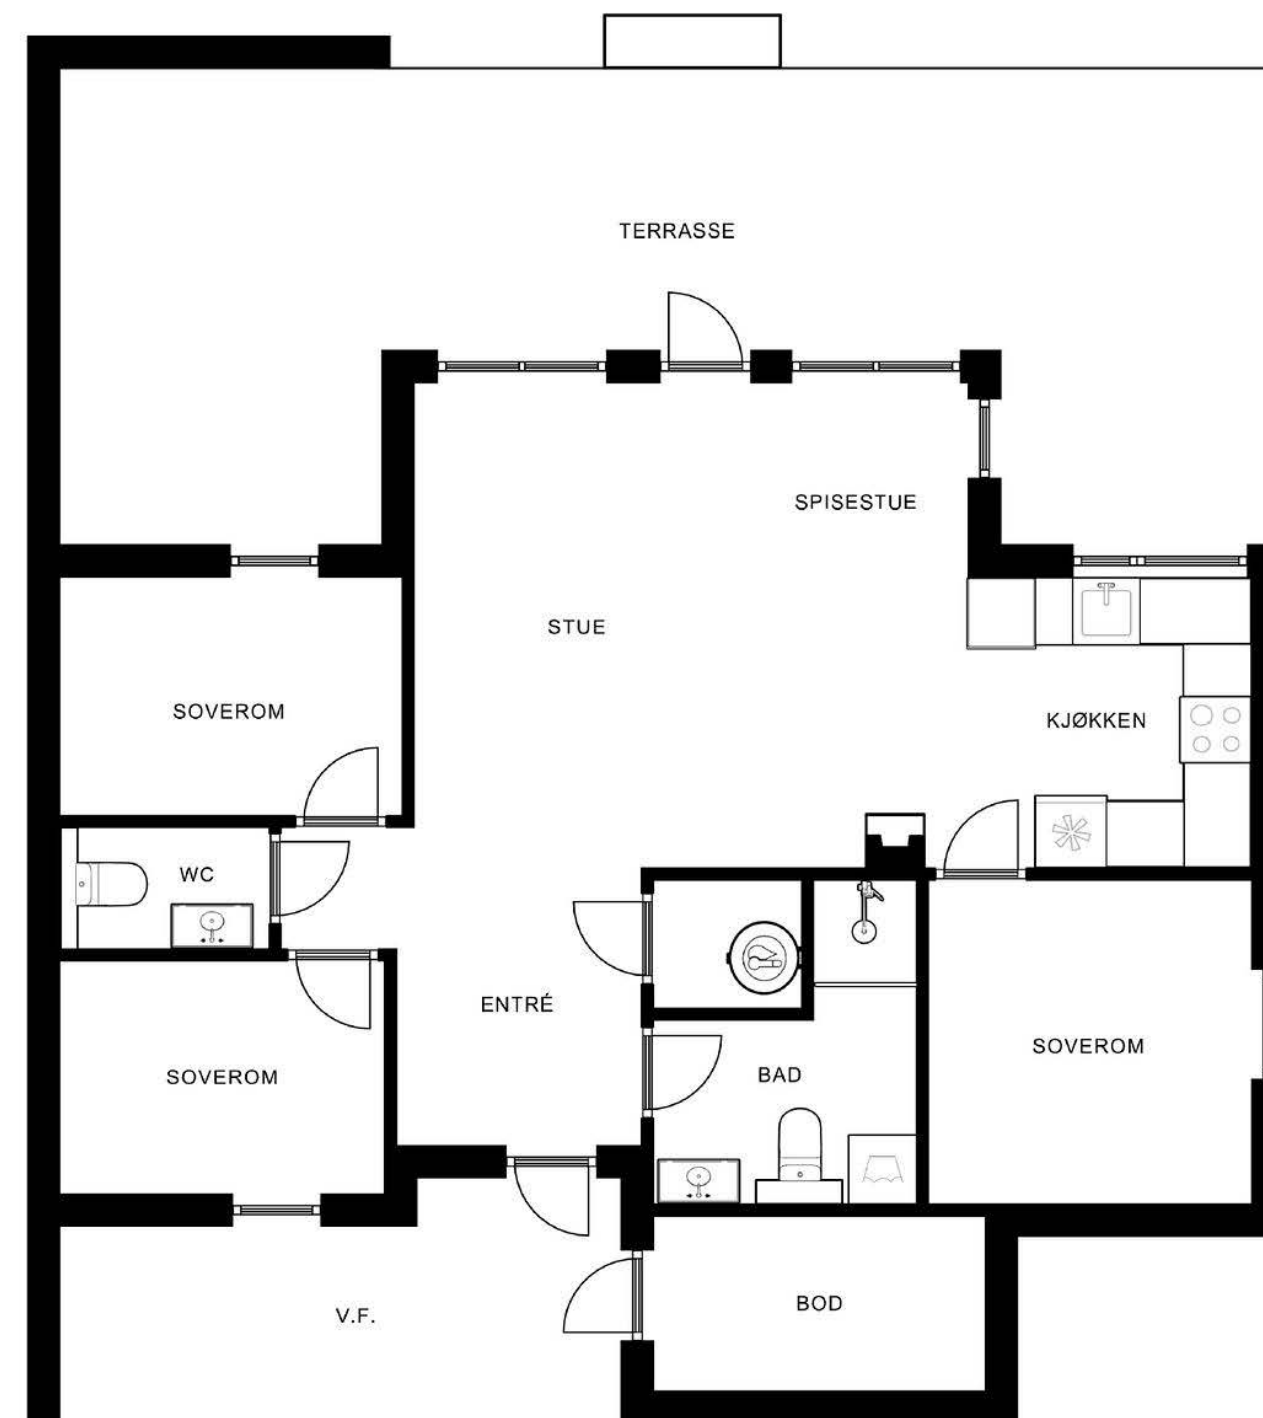 TERRASSE
SPISESTUE
STUE
SOVEROM
KJØKKEN
WC
ENTRÉ
SOVEROM
BAD
SOVEROM
V.F.
BOD